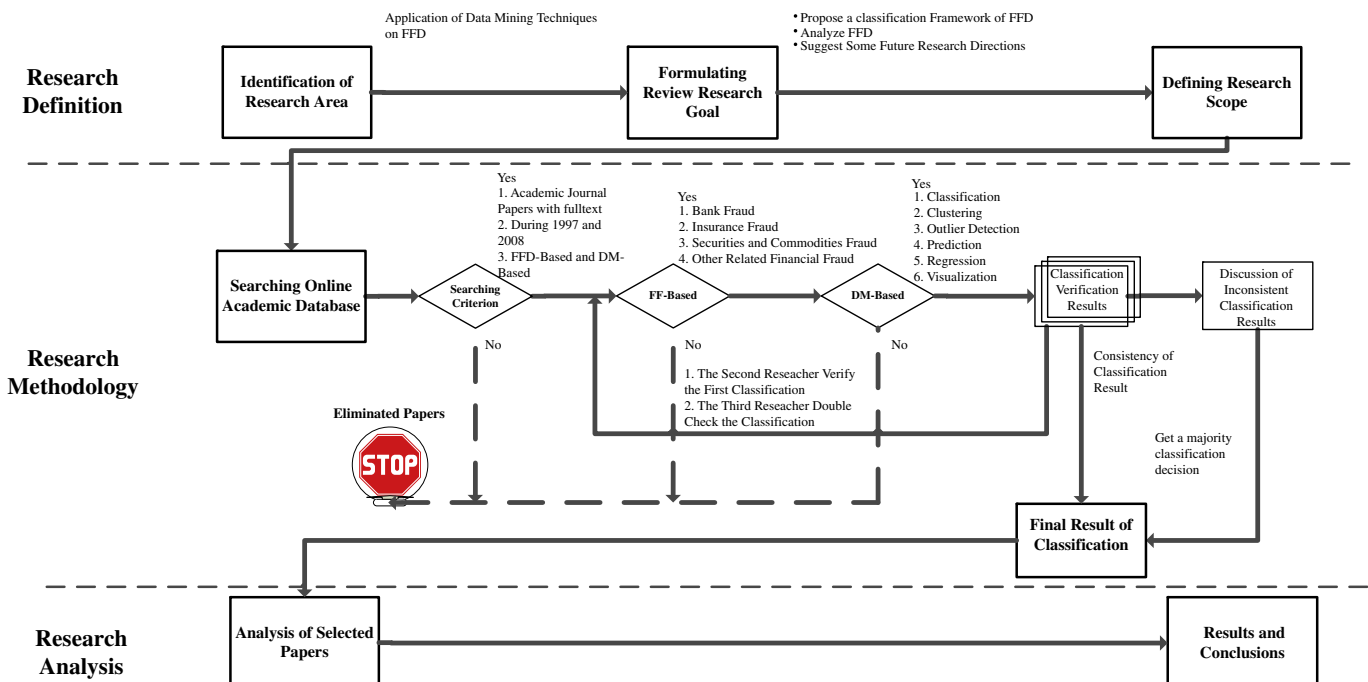 Application of Data Mining Techniques
on FFD
• Propose a classification Framework of FFD
• Analyze FFD
• Suggest Some Future Research Directions
Research
Definition
Identification of
Research Area
Formulating
Review Research
Goal
Defining Research
Scope
Yes
1. Academic Journal
Papers with fulltext
2. During 1997 and
2008
3. FFD-Based and DM-
Based
Yes
1. Bank Fraud
2. Insurance Fraud
3. Securities and Commodities Fraud
4. Other Related Financial Fraud
Yes
1. Classification
2. Clustering
3. Outlier Detection
4. Prediction
5. Regression
6. Visualization
Research
Methodology
Searching Online
Academic Database
Searching
Criterion
FF-Based
DM-Based
Classification
Verification
Results
Discussion of
Inconsistent
Classification
Results
No
No
No
1. The Second Reseacher Verify
the First Classification
2. The Third Reseacher Double
Check the Classification
Consistency of
Classification
Result
Eliminated Papers
STOP
Get a majority
classification
decision
Final Result of
Classification
Research
Analysis
Analysis of Selected
Papers
Results and
Conclusions